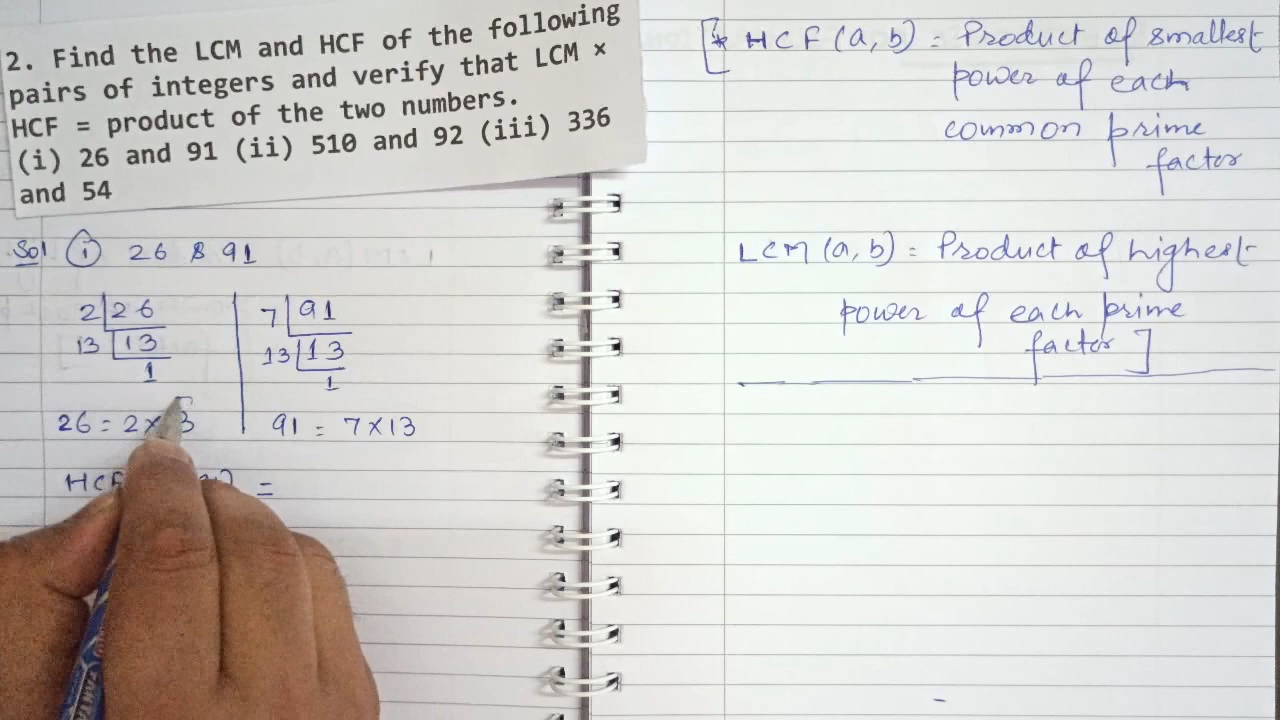 2. Find the LCM and HCF of the following
pairs of integers and verify that LCM ×
HCF = product of the two numbers.
(i) 26 and 91 (ii) 510 and 92 (iii) 336
and 54
Sol (i) 26 & 91
2 26
13 13
1
7 91
13 13
1
26 = 2 ×
91 = 7 × 13
=
[* HCF (a, b) = Product of smallest
power of each
common prime
factor
LCM (a, b) = Product of highest
power of each prime
factor ]